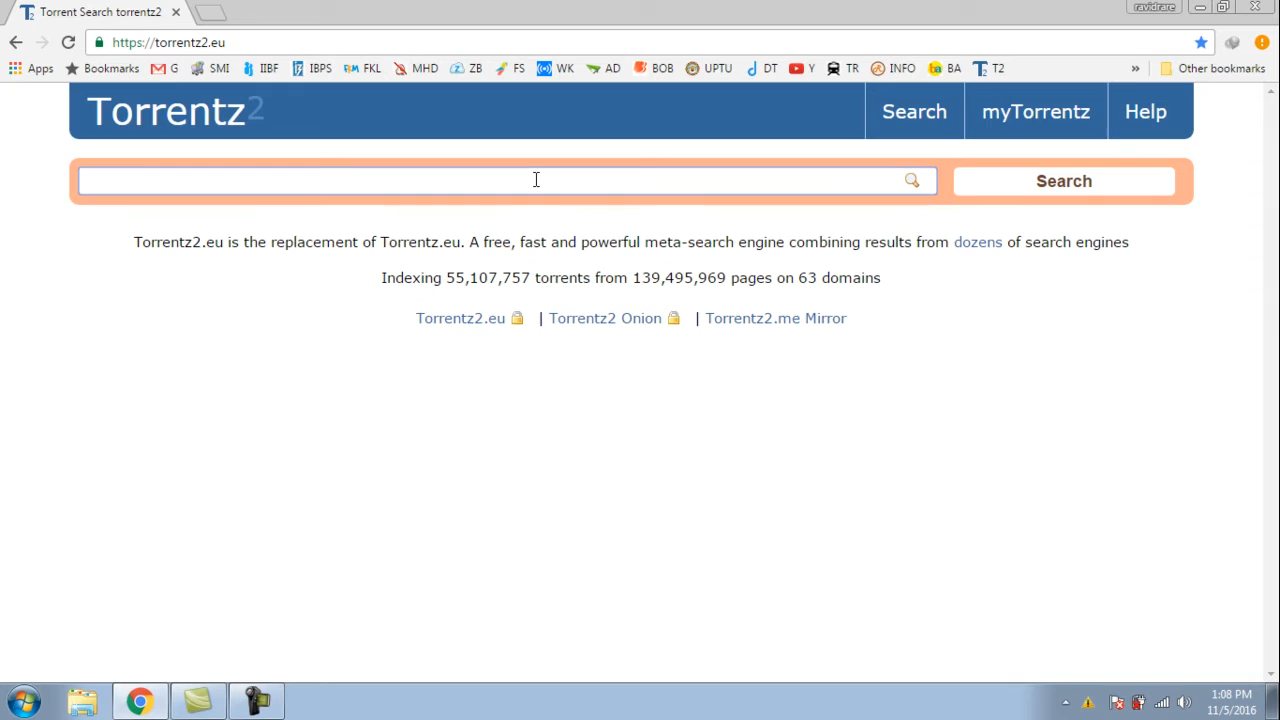 Torrent Search torrentz2
ravidrare
https://torrentz2.eu
Apps Bookmarks G SMI IIBF IBPS FKL MHD ZB FS WK AD BOB UPTU DT Y TR INFO BA T2 » Other bookmarks
Torrentz2 Search myTorrentz Help
Search
Torrentz2.eu is the replacement of Torrentz.eu. A free, fast and powerful meta-search engine combining results from dozens of search engines
Indexing 55,107,757 torrents from 139,495,969 pages on 63 domains
Torrentz2.eu | Torrentz2 Onion | Torrentz2.me Mirror
1:08 PM
11/5/2016